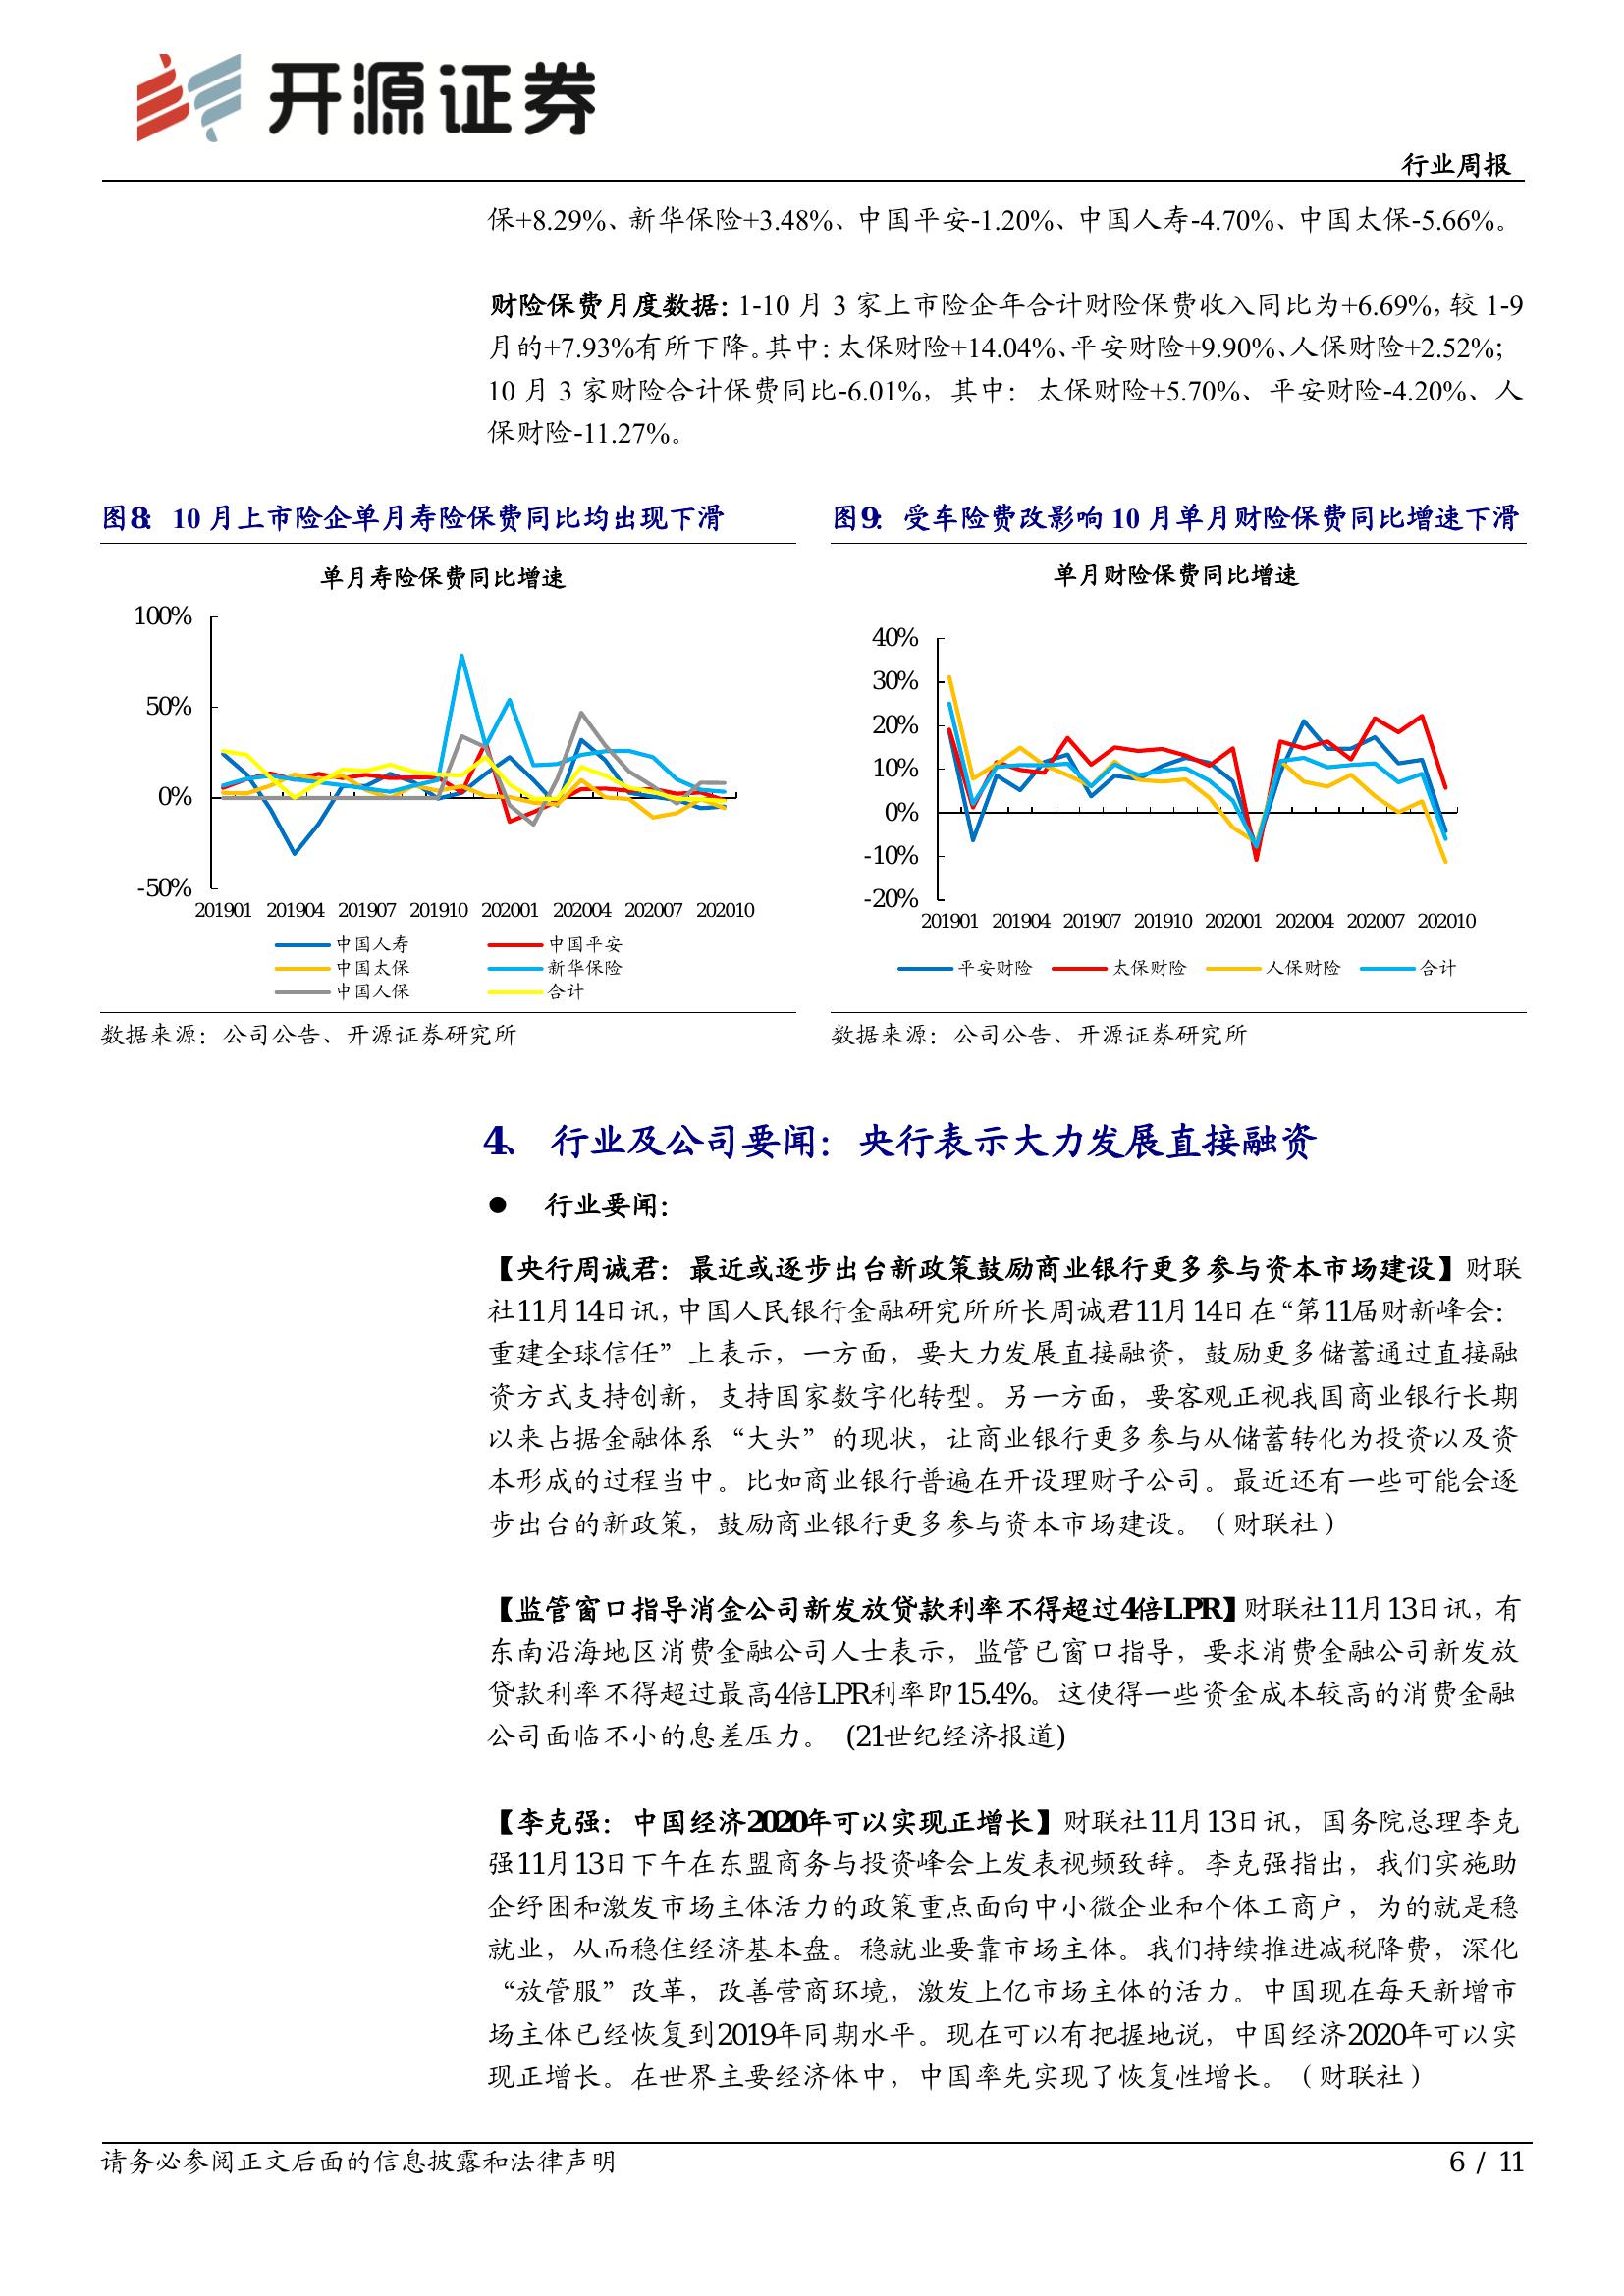 开源证券
行业周报
保+8.29%、新华保险+3.48%、中国平安-1.20%、中国人寿-4.70%、中国太保-5.66%。
财险保费月度数据：1-10 月 3 家上市险企年合计财险保费收入同比为+6.69%，较 1-9
月的+7.93%有所下降。其中：太保财险+14.04%、平安财险+9.90%、人保财险+2.52%；
10 月 3 家财险合计保费同比-6.01%，其中：太保财险+5.70%、平安财险-4.20%、人
保财险-11.27%。
图8： 10 月上市险企单月寿险保费同比均出现下滑
单月寿险保费同比增速
100%
50%
0%
-50%
201901 201904 201907 201910 202001 202004 202007 202010
中国人寿 中国平安
中国太保 新华保险
中国人保 合计
数据来源：公司公告、开源证券研究所
图9： 受车险费改影响 10 月单月财险保费同比增速下滑
单月财险保费同比增速
40%
30%
20%
10%
0%
-10%
-20%
201901 201904 201907 201910 202001 202004 202007 202010
平安财险 太保财险 人保财险 合计
数据来源：公司公告、开源证券研究所
4、 行业及公司要闻：央行表示大力发展直接融资
● 行业要闻：
【央行周诚君：最近或逐步出台新政策鼓励商业银行更多参与资本市场建设】财联
社11月14日讯，中国人民银行金融研究所所长周诚君11月14日在“第11届财新峰会：
重建全球信任”上表示，一方面，要大力发展直接融资，鼓励更多储蓄通过直接融
资方式支持创新，支持国家数字化转型。另一方面，要客观正视我国商业银行长期
以来占据金融体系“大头”的现状，让商业银行更多参与从储蓄转化为投资以及资
本形成的过程当中。比如商业银行普遍在开设理财子公司。最近还有一些可能会逐
步出台的新政策，鼓励商业银行更多参与资本市场建设。（财联社）
【监管窗口指导消金公司新发放贷款利率不得超过4倍LPR】财联社11月13日讯，有
东南沿海地区消费金融公司人士表示，监管已窗口指导，要求消费金融公司新发放
贷款利率不得超过最高4倍LPR利率即15.4%。这使得一些资金成本较高的消费金融
公司面临不小的息差压力。 (21世纪经济报道)
【李克强：中国经济2020年可以实现正增长】财联社11月13日讯，国务院总理李克
强11月13日下午在东盟商务与投资峰会上发表视频致辞。李克强指出，我们实施助
企纾困和激发市场主体活力的政策重点面向中小微企业和个体工商户，为的就是稳
就业，从而稳住经济基本盘。稳就业要靠市场主体。我们持续推进减税降费，深化
“放管服”改革，改善营商环境，激发上亿市场主体的活力。中国现在每天新增市
场主体已经恢复到2019年同期水平。现在可以有把握地说，中国经济2020年可以实
现正增长。在世界主要经济体中，中国率先实现了恢复性增长。（财联社）
请务必参阅正文后面的信息披露和法律声明
6 / 11